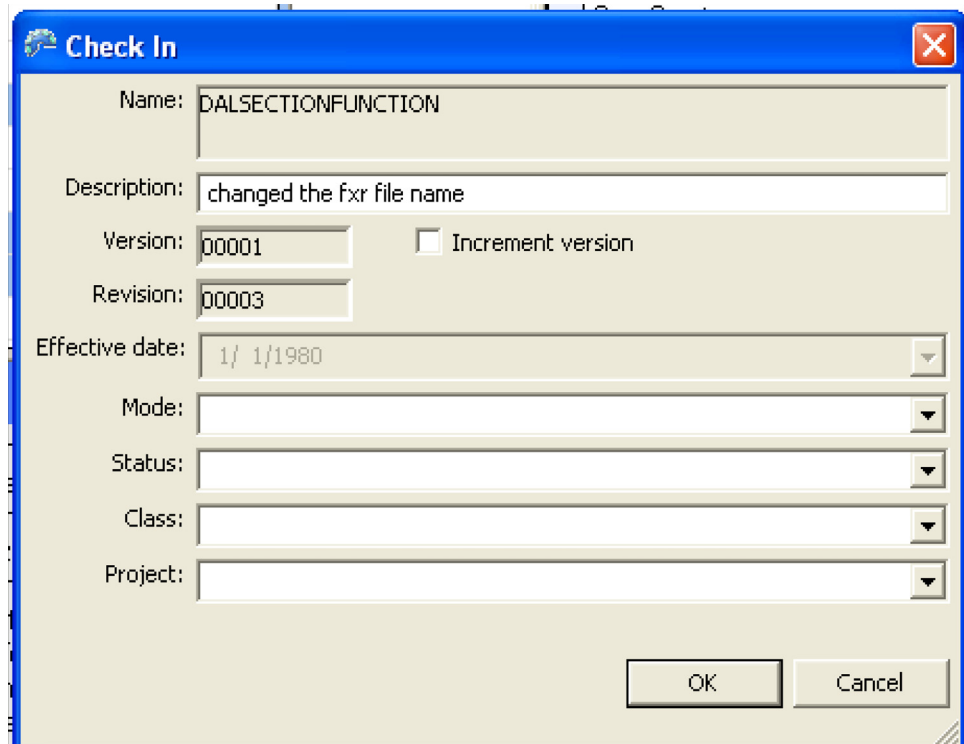 Check In
Name: DALSECTIONFUNCTION
Description: changed the fxr file name
Version: 00001 Increment version
Revision: 00003
Effective date: 1/ 1/1980
Mode:
Status:
Class:
Project:
OK Cancel